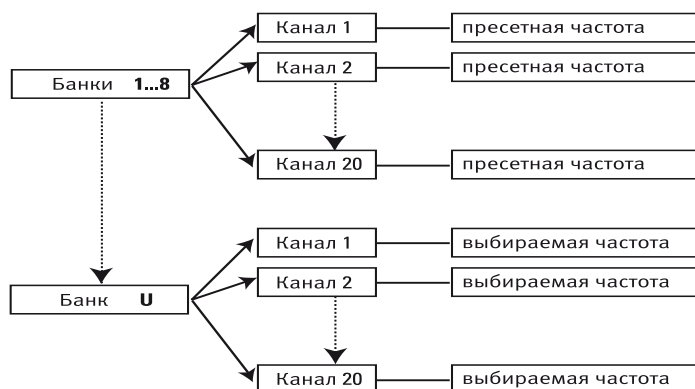 Канал 1 пресетная частота
Канал 2 пресетная частота
Банки 1...8
Канал 20 пресетная частота
Канал 1 выбираемая частота
Канал 2 выбираемая частота
Банк U
Канал 20 выбираемая частота